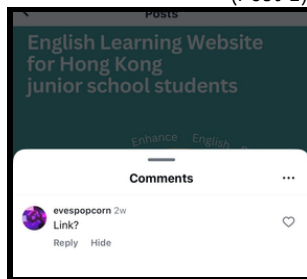 Posts
English Learning Website
for Hong Kong
junior school students
Enhance English
Comments
evespopcorn 2w
Link?
Reply Hide